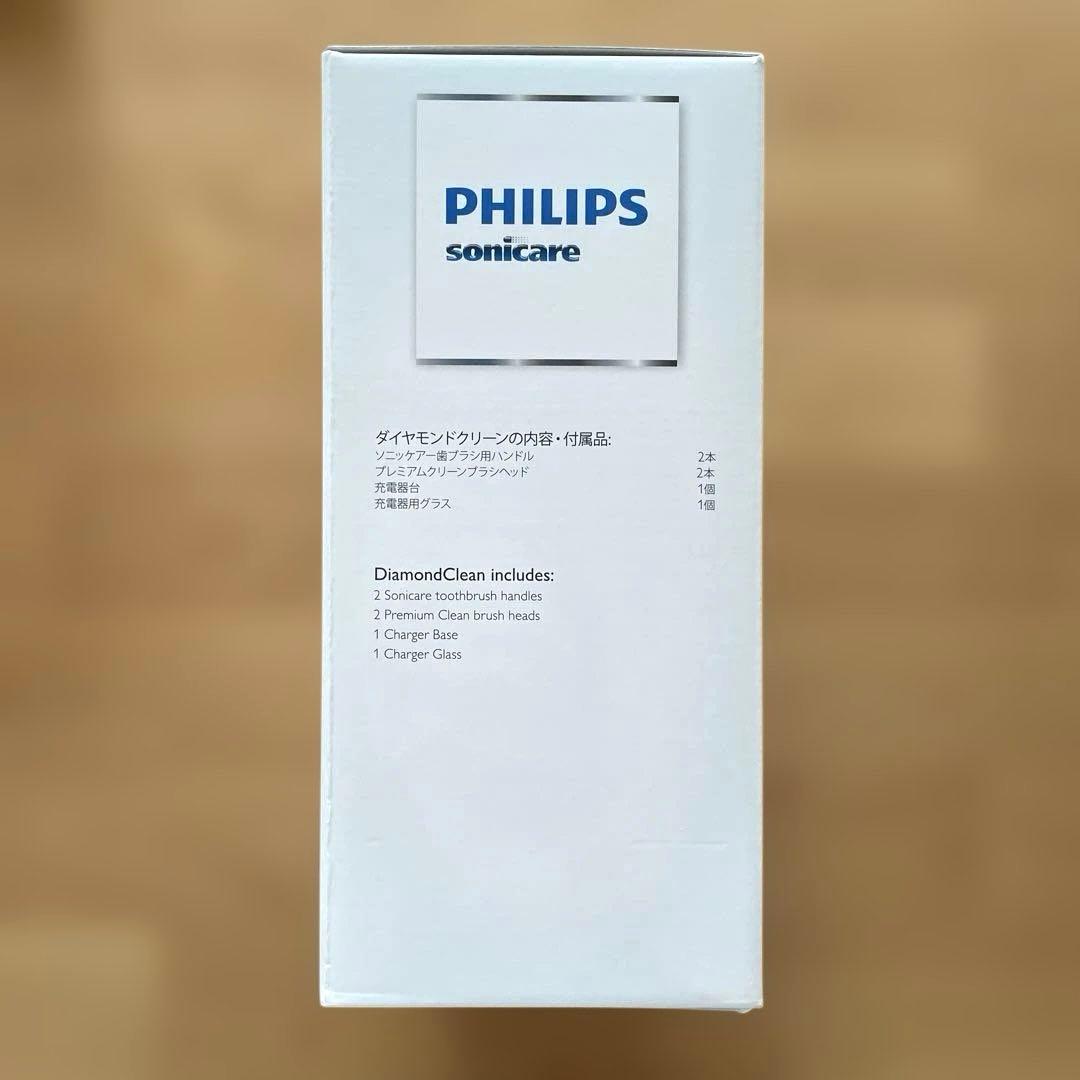 PHILIPS
sonicare
ダイヤモンドクリーンの内容・付属品:
ソニッケアー歯ブラシ用ハンドル 2本
プレミアムクリーンブラシヘッド 2本
充電器台 1個
充電器用グラス 1個
DiamondClean includes:
2 Sonicare toothbrush handles
2 Premium Clean brush heads
1 Charger Base
1 Charger Glass